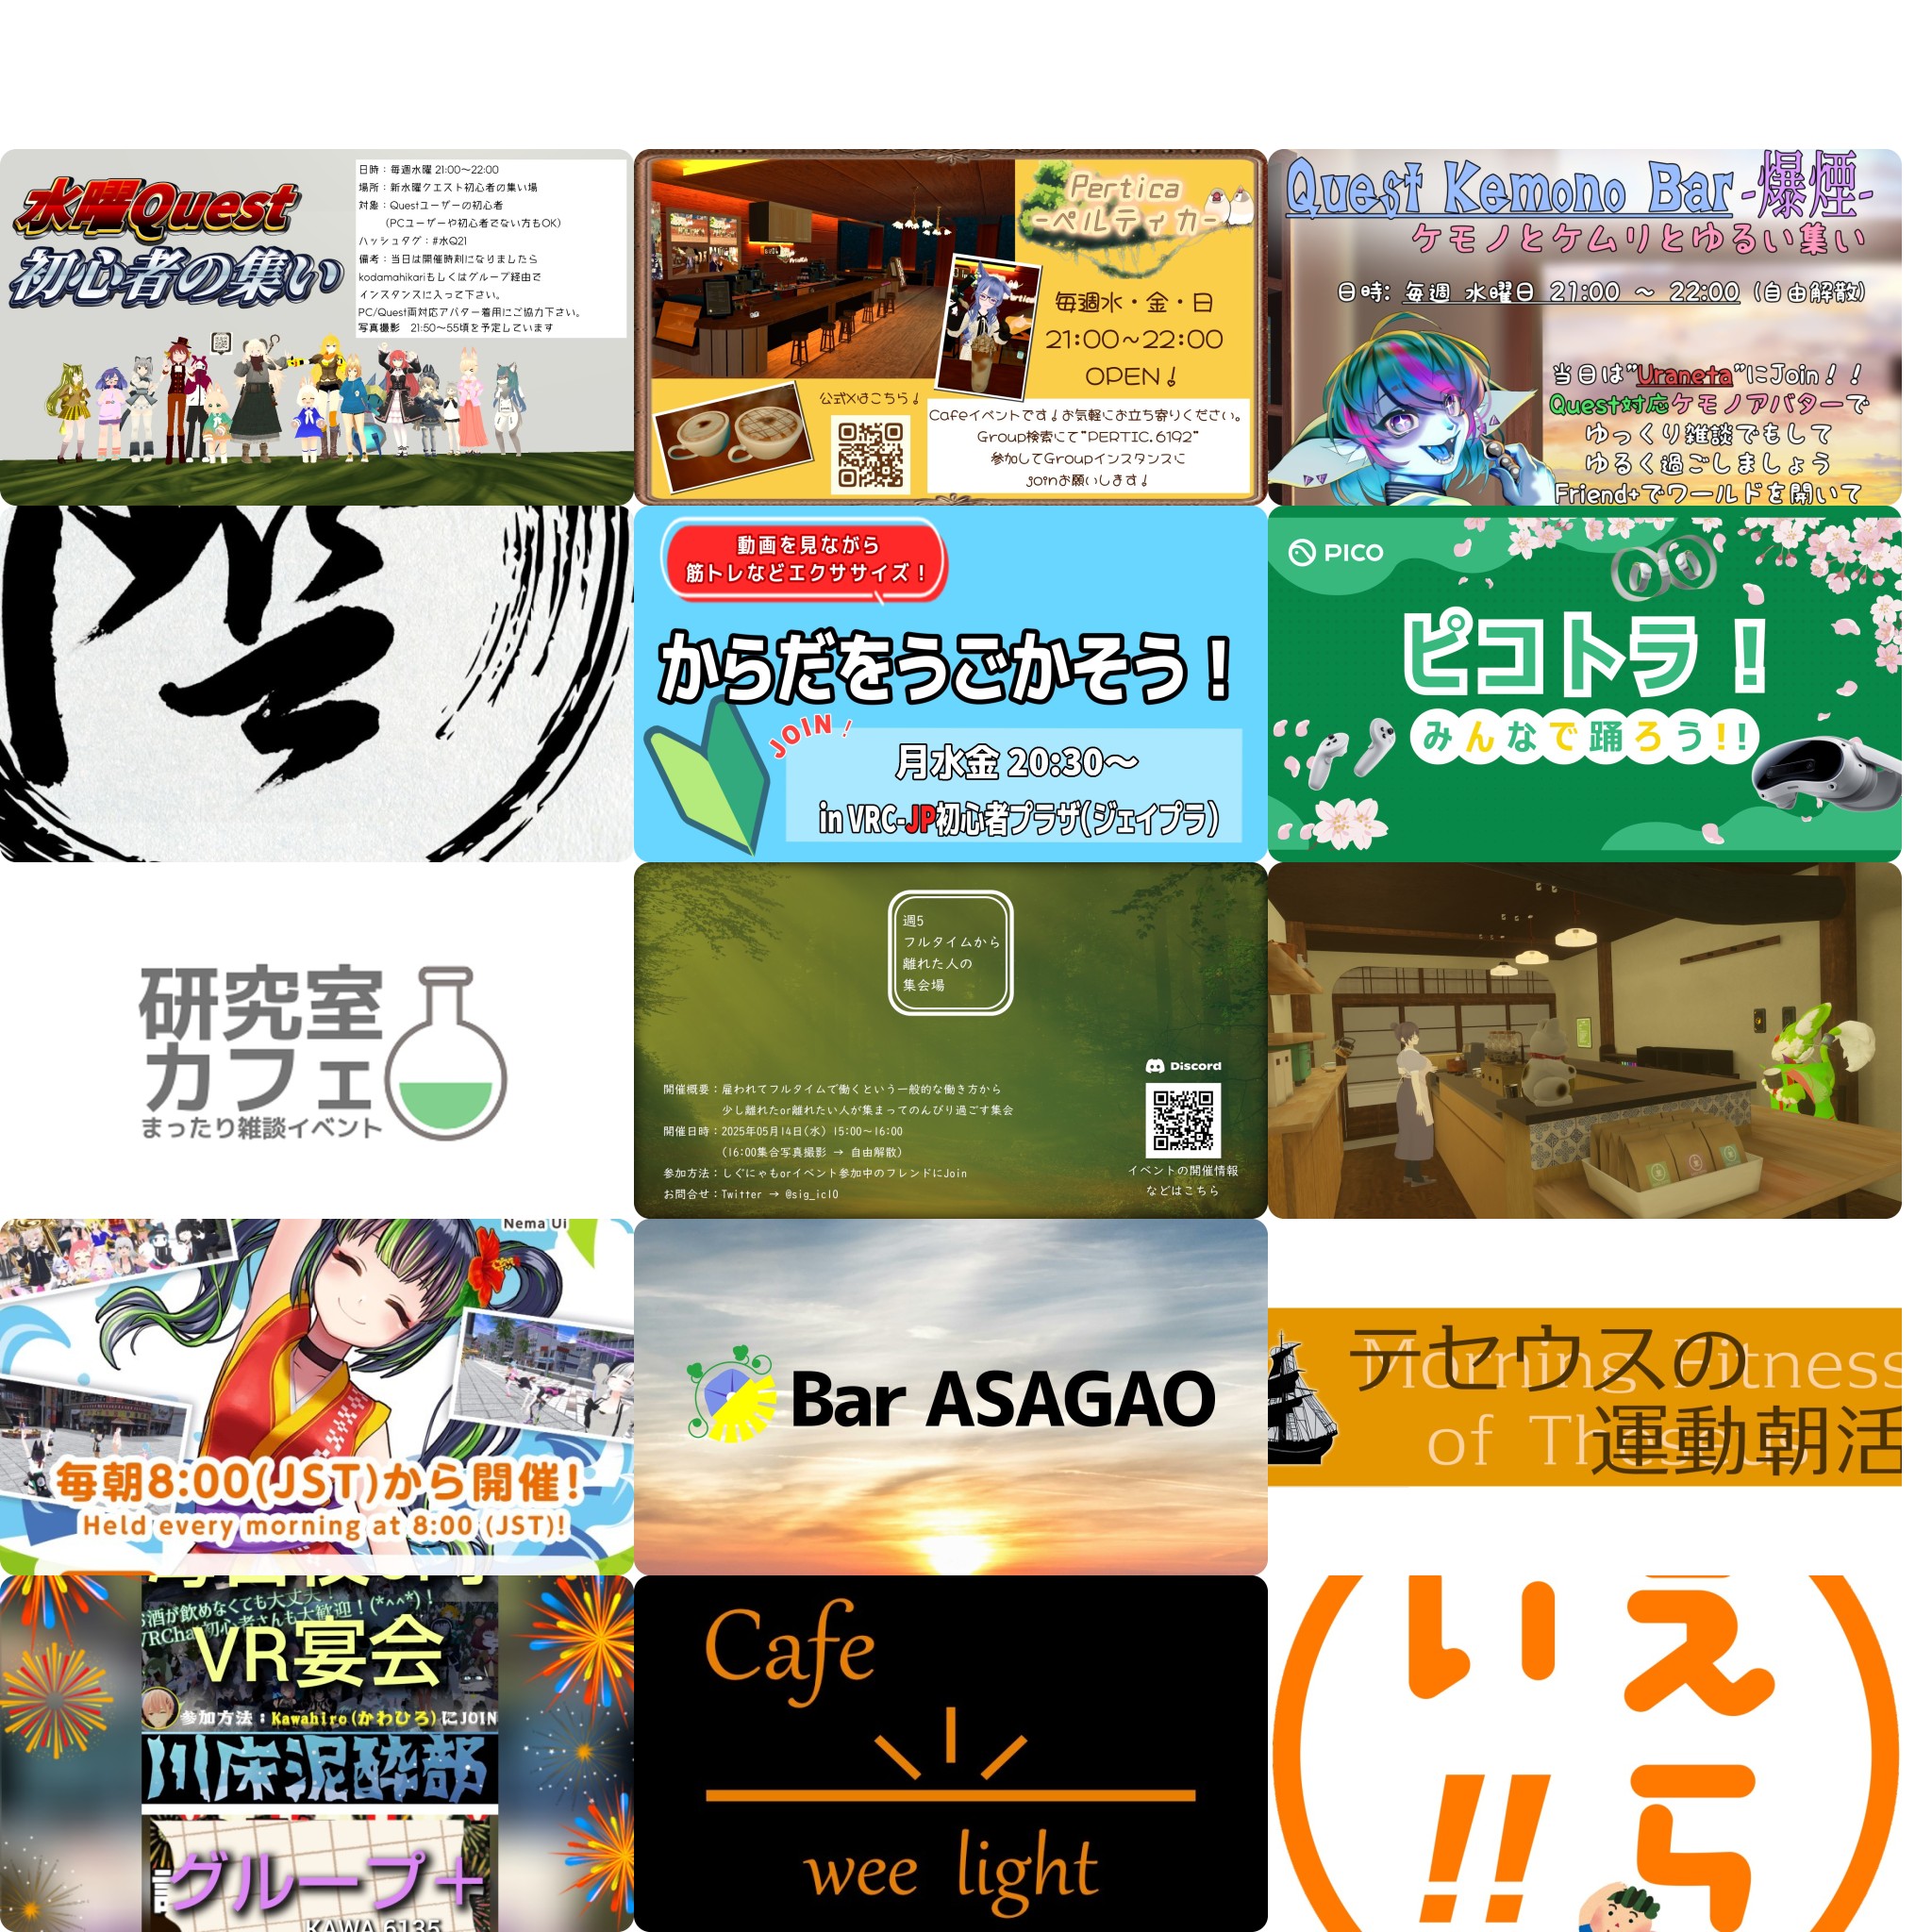 水曜Quest
初心者の集い
日時：毎週水曜 21:00～22:00
場所：新水曜クエスト初心者の集い場
対象：Questユーザーの初心者
（PCユーザーや初心者でない方もOK）
ハッシュタグ：#水Q21
備考：当日は開催時刻になりましたら
kodamahikariもしくはグループ経由で
インスタンスに入って下さい。
PC/Quest両対応アバター着用にご協力下さい。
写真撮影　21:50～55頃を予定しています
Pertica
-ペルティカ-
毎週水・金・日
21:00～22:00
OPEN！
公式Xはこちら！
Cafeイベントです！お気軽にお立ち寄りください。
Group検索にて"PERTIC.6192"
参加してGroupインスタンスに
joinお願いします！
Quest Kemono Bar-爆煙-
ケモノとケムリとゆるい集い
日時: 毎週 水曜日 21:00 ～ 22:00 (自由解散)
当日は"Uraneta"にJoin！！
Quest対応ケモノアバターで
ゆっくり雑談でもして
ゆるく過ごしましょう
Friend+でワールドを開いて
動画を見ながら
筋トレなどエクササイズ！
からだをうごかそう！
JOIN！
月水金 20:30～
in VRC-JP初心者プラザ(ジェイプラ)
PICO
ピコトラ！
みんなで踊ろう!!
研究室
カフェ
まったり雑談イベント
週5
フルタイムから
離れた人の
集会場
開催概要：雇われてフルタイムで働くという一般的な働き方から
少し離れたor離れたい人が集まってのんびり過ごす集会
開催日時：2025年05月14日(水) 15:00～16:00
(16:00集合写真撮影 → 自由解散)
参加方法：しぐにゃもorイベント参加中のフレンドにJoin
お問合せ：Twitter → @sig_icl0
Discord
イベントの開催情報
などはこちら
Nema Ui
毎朝8:00(JST)から開催！
Held every morning at 8:00 (JST)!
Bar ASAGAO
テセウスの
運動朝活
Morning Fitness
of
お酒が飲めなくても大丈夫！
VRChat初心者さんも大歓迎！(*^^*)！
VR宴会
参加方法：Kawahiro(かわひろ)にJOIN
川床泥酔部
グループ+
KAWA.6135
Cafe
wee light
えら
い!!